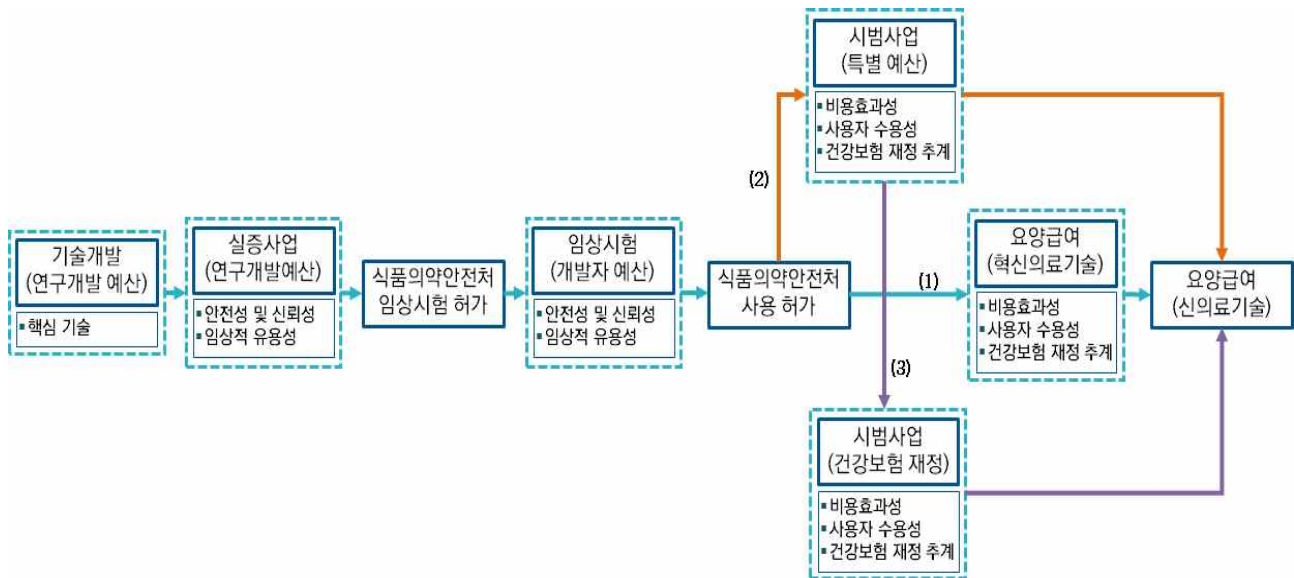 기술개발
(연구개발 예산)
▪핵심 기술
실증사업
(연구개발예산)
▪안전성 및 신뢰성
▪임상적 유용성
식품의약안전처
임상시험 허가
임상시험
(개발자 예산)
▪안전성 및 신뢰성
▪임상적 유용성
식품의약안전처
사용 허가
(2)
시범사업
(특별 예산)
▪비용효과성
▪사용자 수용성
▪건강보험 재정 추계
(1)
요양급여
(혁신의료기술)
▪비용효과성
▪사용자 수용성
▪건강보험 재정 추계
(3)
시범사업
(건강보험 재정)
▪비용효과성
▪사용자 수용성
▪건강보험 재정 추계
요양급여
(신의료기술)